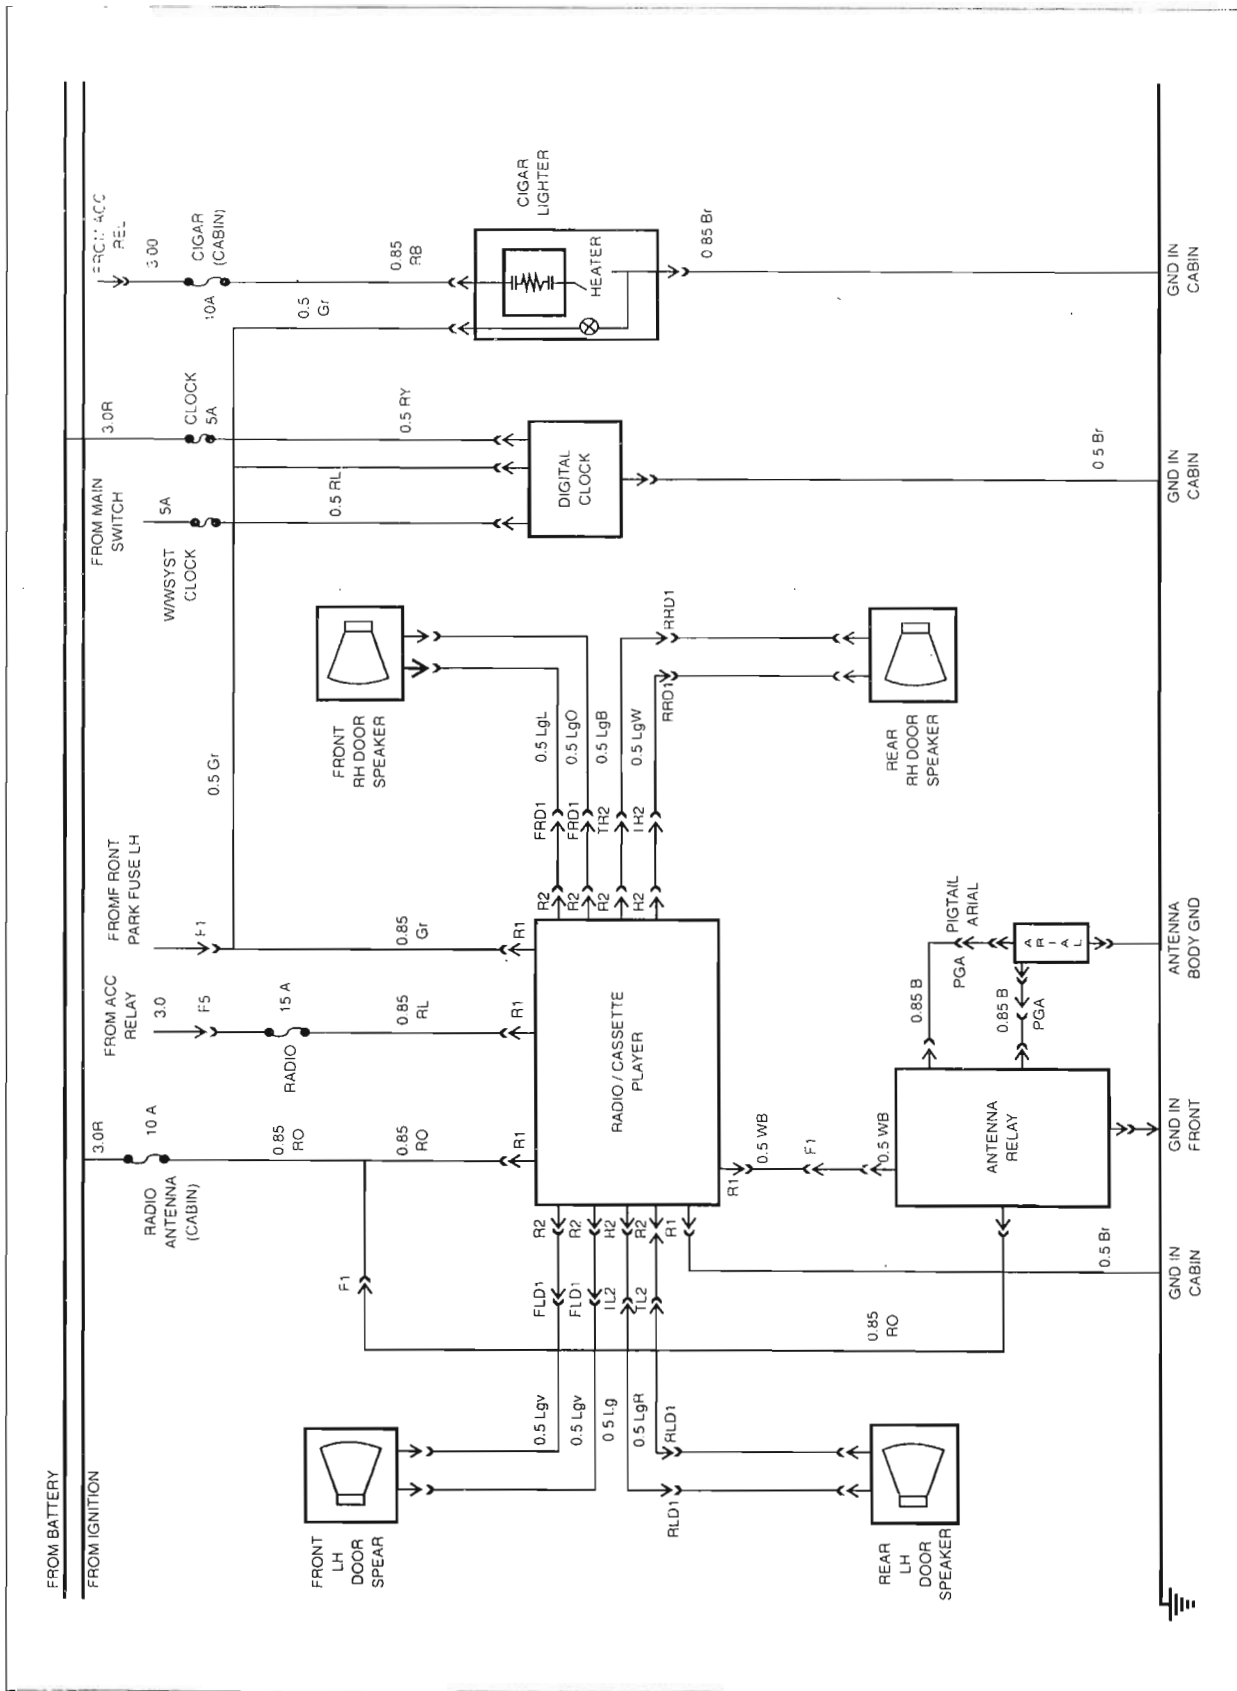 FROM BATTERY
FROM IGNITION
3.0R
10 A
RADIO
ANTENNA
(CABIN)
0.85
RO
0.85
RO
R1
F1
FROM ACC
RELAY
3.0
F5
15 A
RADIO
0.85
RL
R1
FROMF RONT
PARK FUSE LH
F1
0.85
Gr
R1
0.5 Gr
FROM MAIN
SWITCH
5A
W/WSYST
CLOCK
0.5 RL
3.0R
CLOCK
5A
0.5 RY
REL
3 00
CIGAR
(CABIN)
10A
0.5
Gr
0.85
RB
CIGAR
LIGHTER
HEATER
0 85 Br
DIGITAL
CLOCK
0 5 Br
FRONT
LH
DOOR
SPEAR
FRONT
RH DOOR
SPEAKER
0.5 Lgv
FLD1
R2
0.5 Lgv
FLD1
R2
0 5 Lg
R2
0.5 LgR
TL2
R2
R1
RLD1
RLD1
RADIO / CASSETTE
PLAYER
R2
FRD1
0.5 LgL
R2
FRD1
0.5 LgO
R2
TR2
0.5 LgB
0.5 LgW
RRD1
RRD1
R1
0.5 WB
F1
0.5 WB
REAR
LH
DOOR
SPEAKER
0.85
RO
ANTENNA
RELAY
0.85 B
PGA
PIGTAIL
ARIAL
0.85 B
PGA
ARIAL
REAR
RH DOOR
SPEAKER
0.5 Br
GND IN
CABIN
GND IN
FRONT
ANTENNA
BODY GND
GND IN
CABIN
GND IN
CABIN